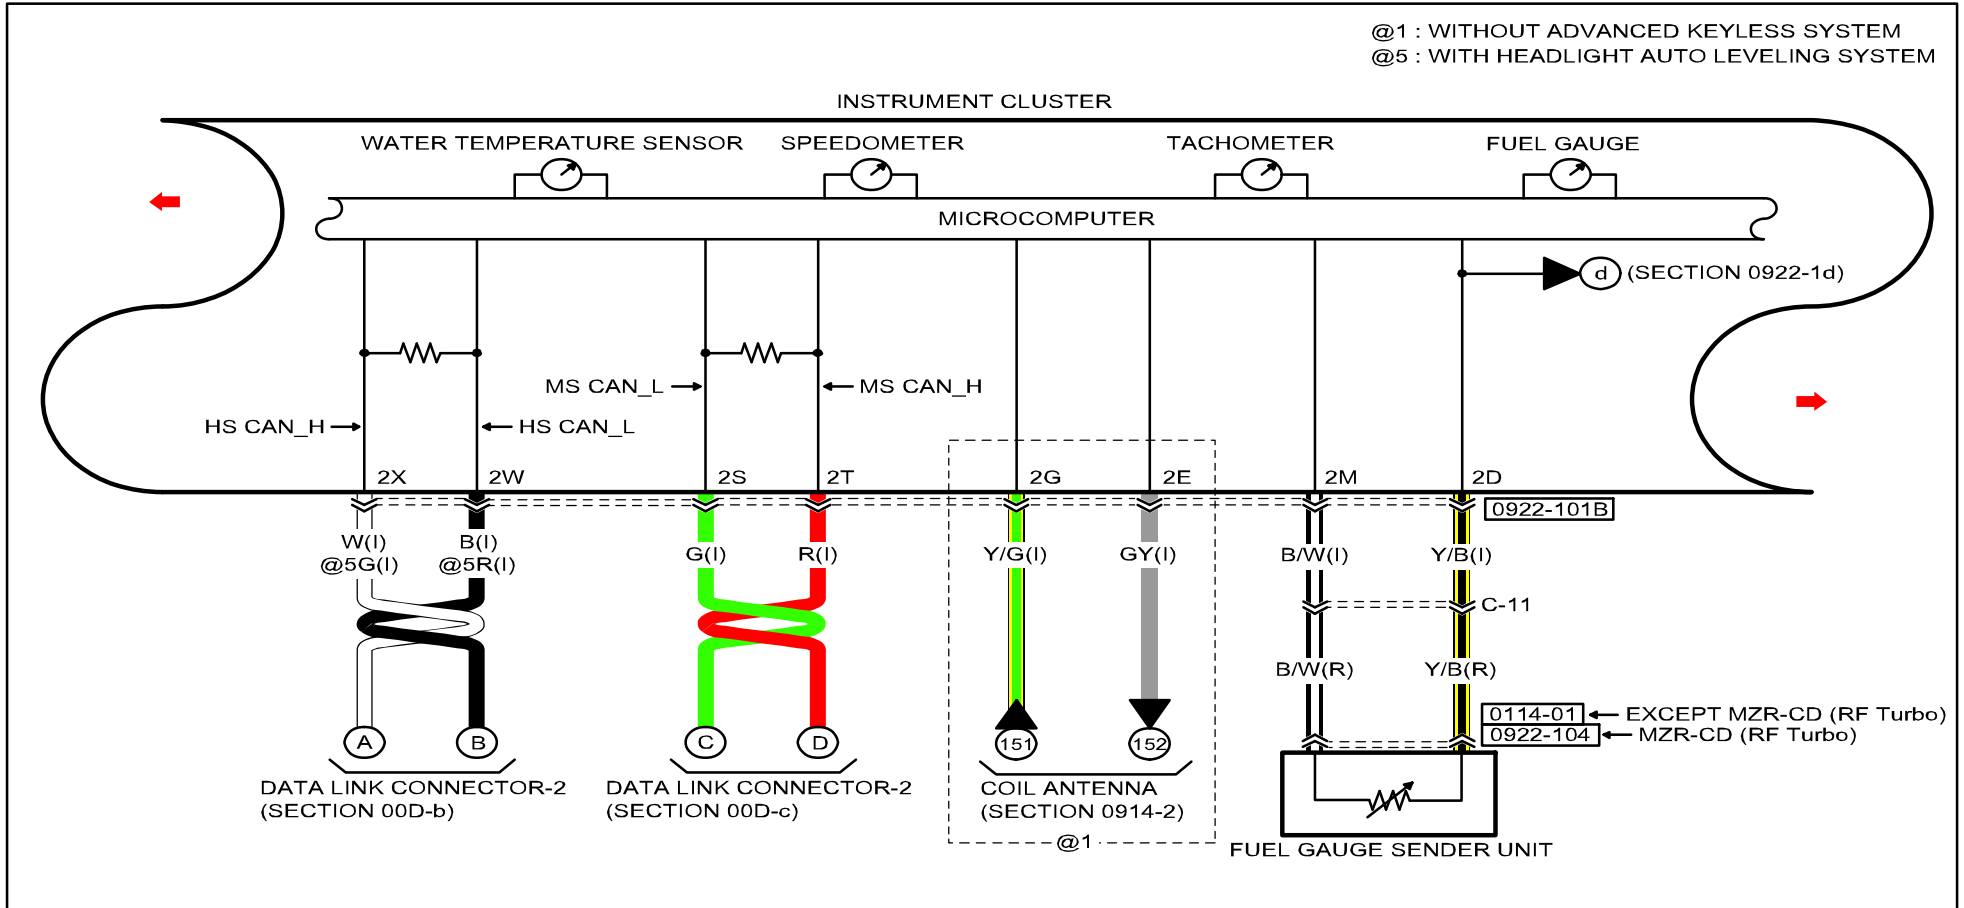 @1 : WITHOUT ADVANCED KEYLESS SYSTEM
@5 : WITH HEADLIGHT AUTO LEVELING SYSTEM
INSTRUMENT CLUSTER
WATER TEMPERATURE SENSOR
SPEEDOMETER
TACHOMETER
FUEL GAUGE
MICROCOMPUTER
d (SECTION 0922-1d)
MS CAN_L
MS CAN_H
HS CAN_H
HS CAN_L
2X
2W
2S
2T
2G
2E
2M
2D
0922-101B
W(I)
@5G(I)
B(I)
@5R(I)
G(I)
R(I)
Y/G(I)
GY(I)
B/W(I)
Y/B(I)
C-11
B/W(R)
Y/B(R)
0114-01
EXCEPT MZR-CD (RF Turbo)
0922-104
MZR-CD (RF Turbo)
A
B
C
D
151
152
DATA LINK CONNECTOR-2
(SECTION 00D-b)
DATA LINK CONNECTOR-2
(SECTION 00D-c)
COIL ANTENNA
(SECTION 0914-2)
@1
FUEL GAUGE SENDER UNIT